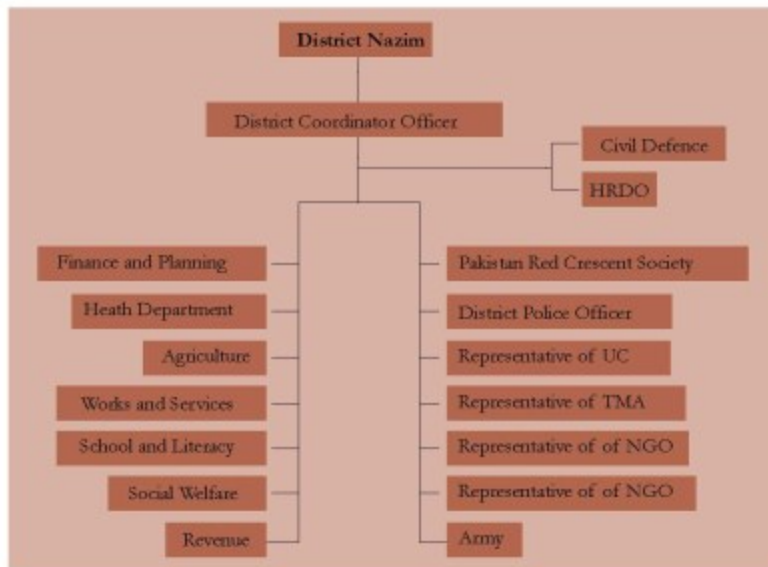 District Nazim
District Coordinator Officer
Civil Defence
HRDO
Finance and Planning
Heath Department
Agriculture
Works and Services
School and Literacy
Social Welfare
Revenue
Pakistan Red Crescent Society
District Police Officer
Representative of UC
Representative of TMA
Representative of of NGO
Representative of of NGO
Army